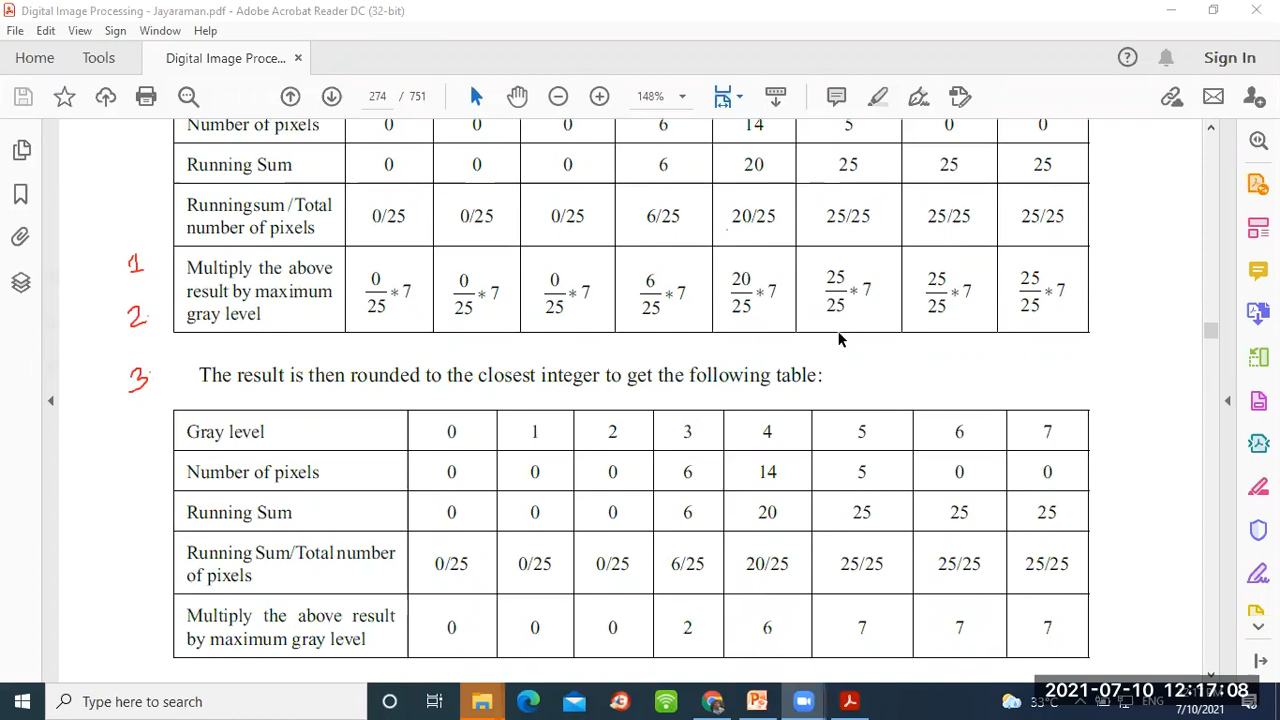 Digital Image Processing - Jayaraman.pdf - Adobe Acrobat Reader DC (32-bit)
File Edit View Sign Window Help
Home Tools Digital Image Proce... × Sign In
274 / 751 148%
Number of pixels 0 0 0 6 14 5 0 0
Running Sum 0 0 0 6 20 25 25 25
Runningsum / Total
number of pixels 0/25 0/25 0/25 6/25 20/25 25/25 25/25 25/25
1 Multiply the above
result by maximum 0/25 * 7 0/25 * 7 0/25 * 7 6/25 * 7 20/25 * 7 25/25 * 7 25/25 * 7 25/25 * 7
2 gray level
3 The result is then rounded to the closest integer to get the following table:
Gray level 0 1 2 3 4 5 6 7
Number of pixels 0 0 0 6 14 5 0 0
Running Sum 0 0 0 6 20 25 25 25
Running Sum/Total number
of pixels 0/25 0/25 0/25 6/25 20/25 25/25 25/25 25/25
Multiply the above result
by maximum gray level 0 0 0 2 6 7 7 7
Type here to search 33°C ENG
2021-07-10 12:17:08
7/10/2021